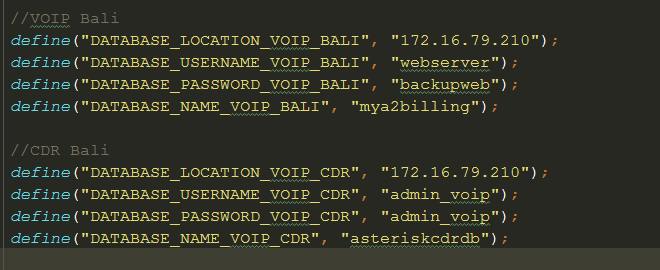 //VOIP Bali
define("DATABASE_LOCATION_VOIP_BALI", "172.16.79.210");
define("DATABASE_USERNAME_VOIP_BALI", "webserver");
define("DATABASE_PASSWORD_VOIP_BALI", "backupweb");
define("DATABASE_NAME_VOIP_BALI", "mya2billing");
//CDR Bali
define("DATABASE_LOCATION_VOIP_CDR", "172.16.79.210");
define("DATABASE_USERNAME_VOIP_CDR", "admin_voip");
define("DATABASE_PASSWORD_VOIP_CDR", "admin_voip");
define("DATABASE_NAME_VOIP_CDR", "asteriskcdrdb");